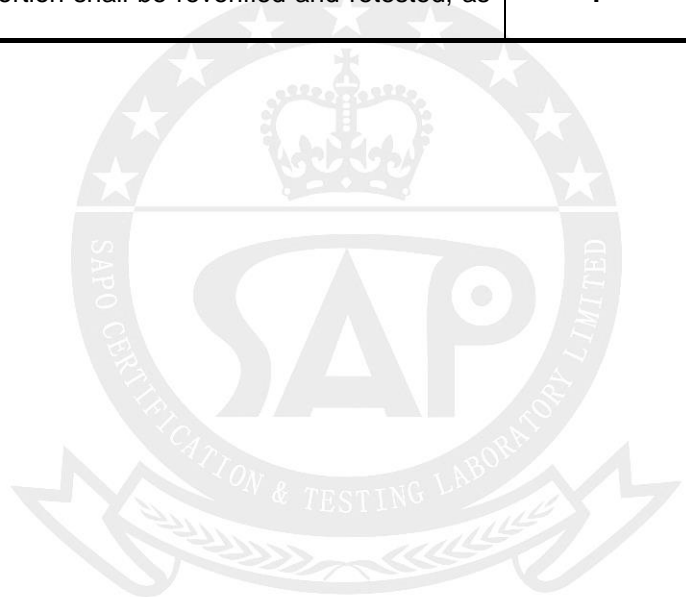 shall be reverified and retested, as
SAP
SAPO CERTIFICATION & TESTING LABORATORY LIMITED